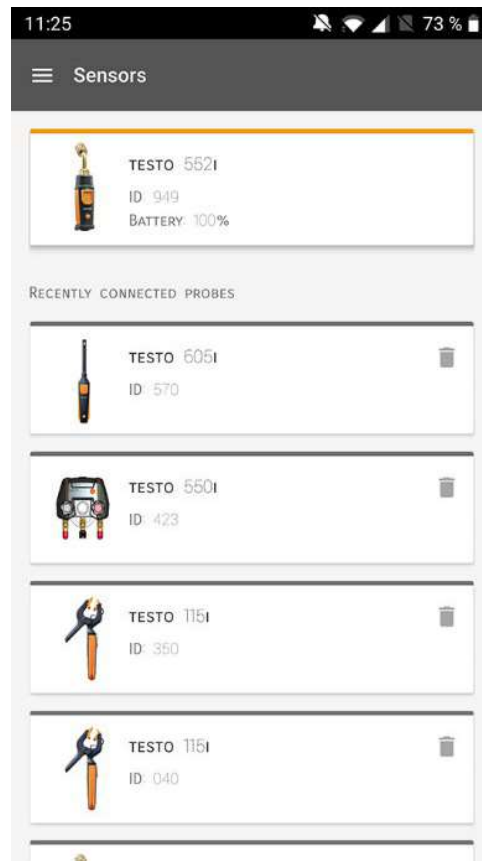 11:25
73 %
Sensors
TESTO 552I
ID: 949
BATTERY: 100%
RECENTLY CONNECTED PROBES
TESTO 605I
ID: 570
TESTO 550I
ID: 423
TESTO 115I
ID: 350
TESTO 115I
ID: 040